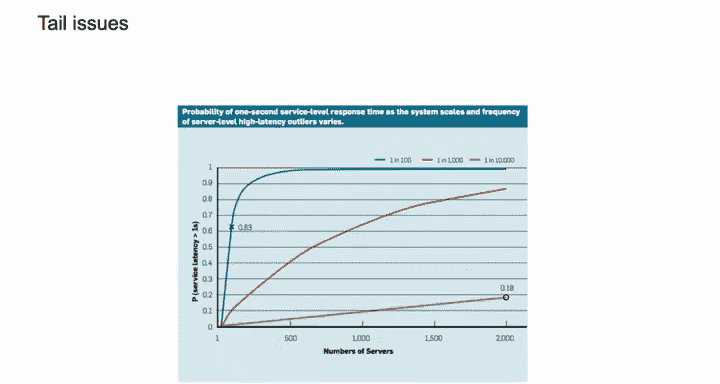 Tail issues
Probability of one-second service-level response time as the system scales and frequency
of server-level high-latency outliers varies.
1 in 100 1 in 1,000 1 in 10,000
1
0.9
0.8
0.7
0.6
0.63
0.5
0.4
0.3
0.2
0.18
0.1
0
P (service latency > 1s)
1 500 1,000 1,500 2,000
Numbers of Servers